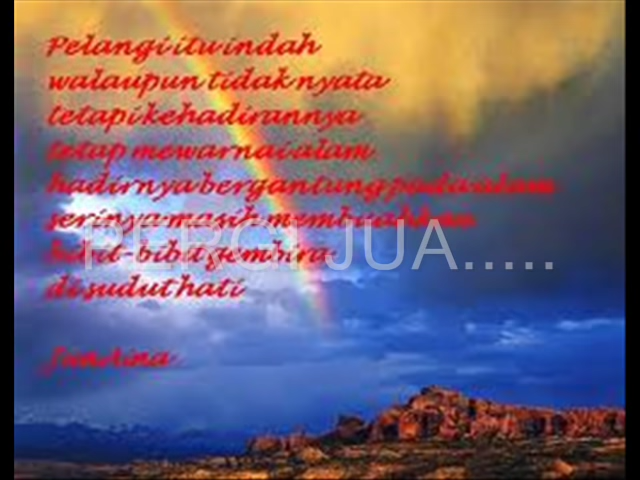 Pelangi itu indah
walaupun tidak nyata
tetapi kehadirannya
tetap mewarnai alam
hadirnya bergantung pada alam
serinya masih membuahkan
bibit-bibit gembira
di sudut hati
PERGI JUA.....